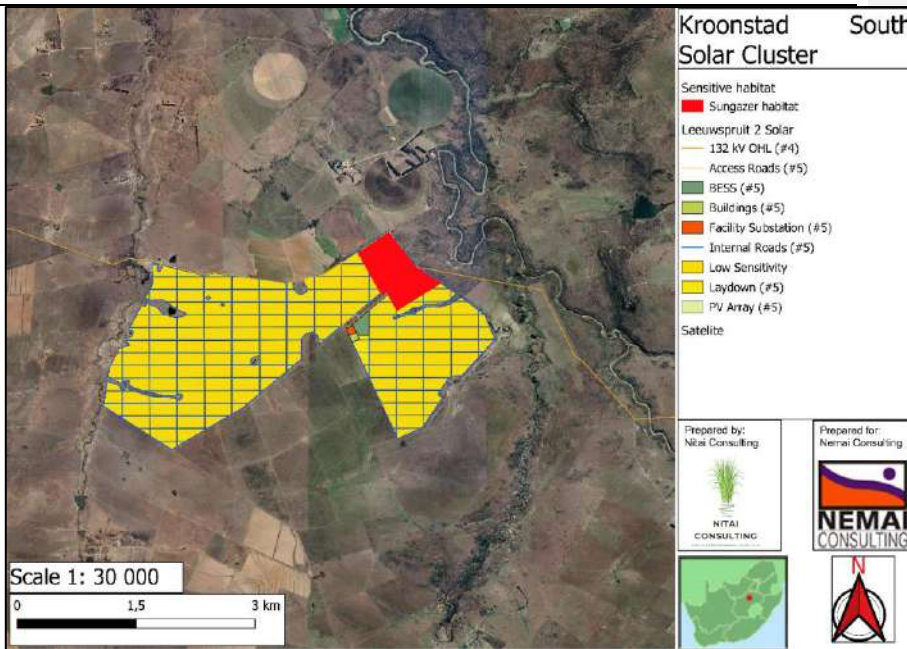 Kroonstad South
Solar Cluster
Sensitive habitat
Sungazer habitat
Leeuwspruit 2 Solar
132 kV OHL (#4)
Access Roads (#5)
BESS (#5)
Buildings (#5)
Facility Substation (#5)
Internal Roads (#5)
Low Sensitivity
Laydown (#5)
PV Array (#5)
Satelite
Prepared by:
Nitai Consulting
NITAI
CONSULTING
Prepared for:
Nemai Consulting
NEMAI
CONSULTING
N
Scale 1: 30 000
0 1,5 3 km